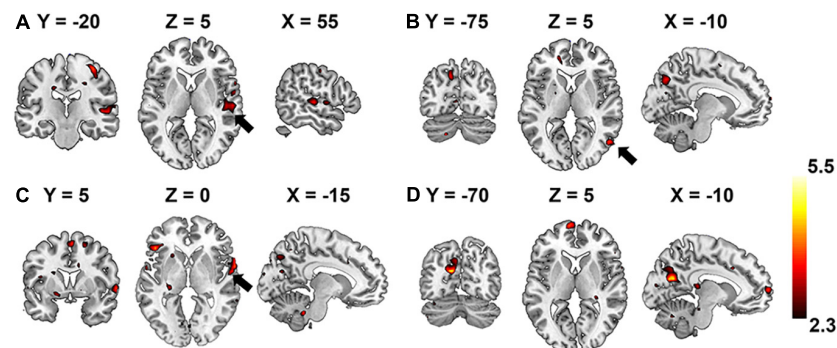 A Y = -20 Z = 5 X = 55
B Y = -75 Z = 5 X = -10
C Y = 5 Z = 0 X = -15
D Y = -70 Z = 5 X = -10
5.5
2.3